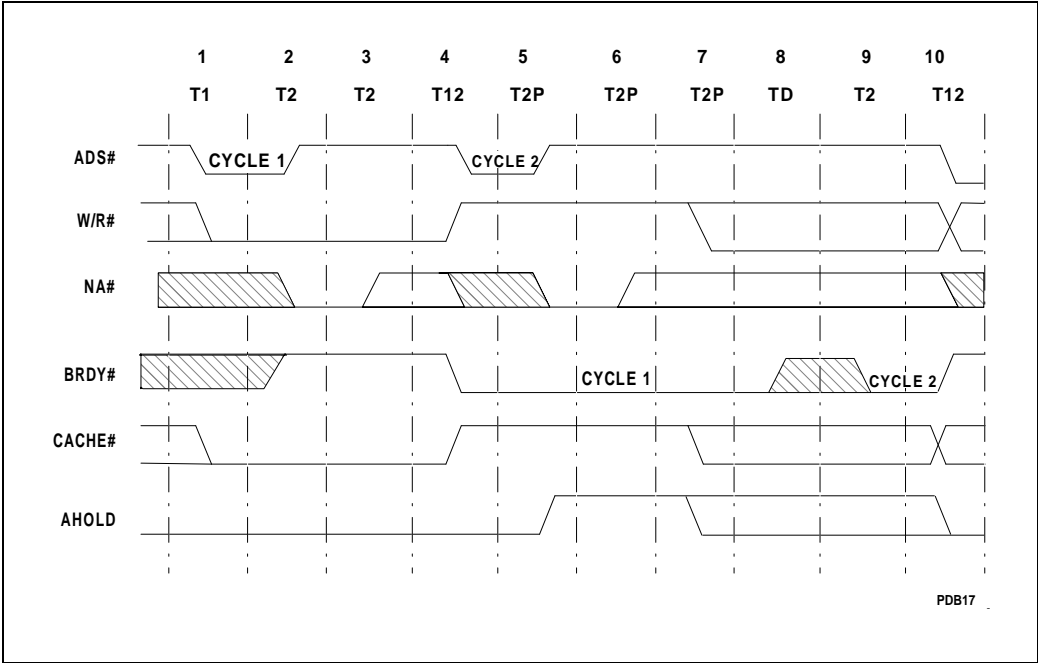 1 2 3 4 5 6 7 8 9 10
T1 T2 T2 T12 T2P T2P T2P TD T2 T12
ADS# CYCLE 1 CYCLE 2
W/R#
NA#
BRDY# CYCLE 1 CYCLE 2
CACHE#
AHOLD
PDB17